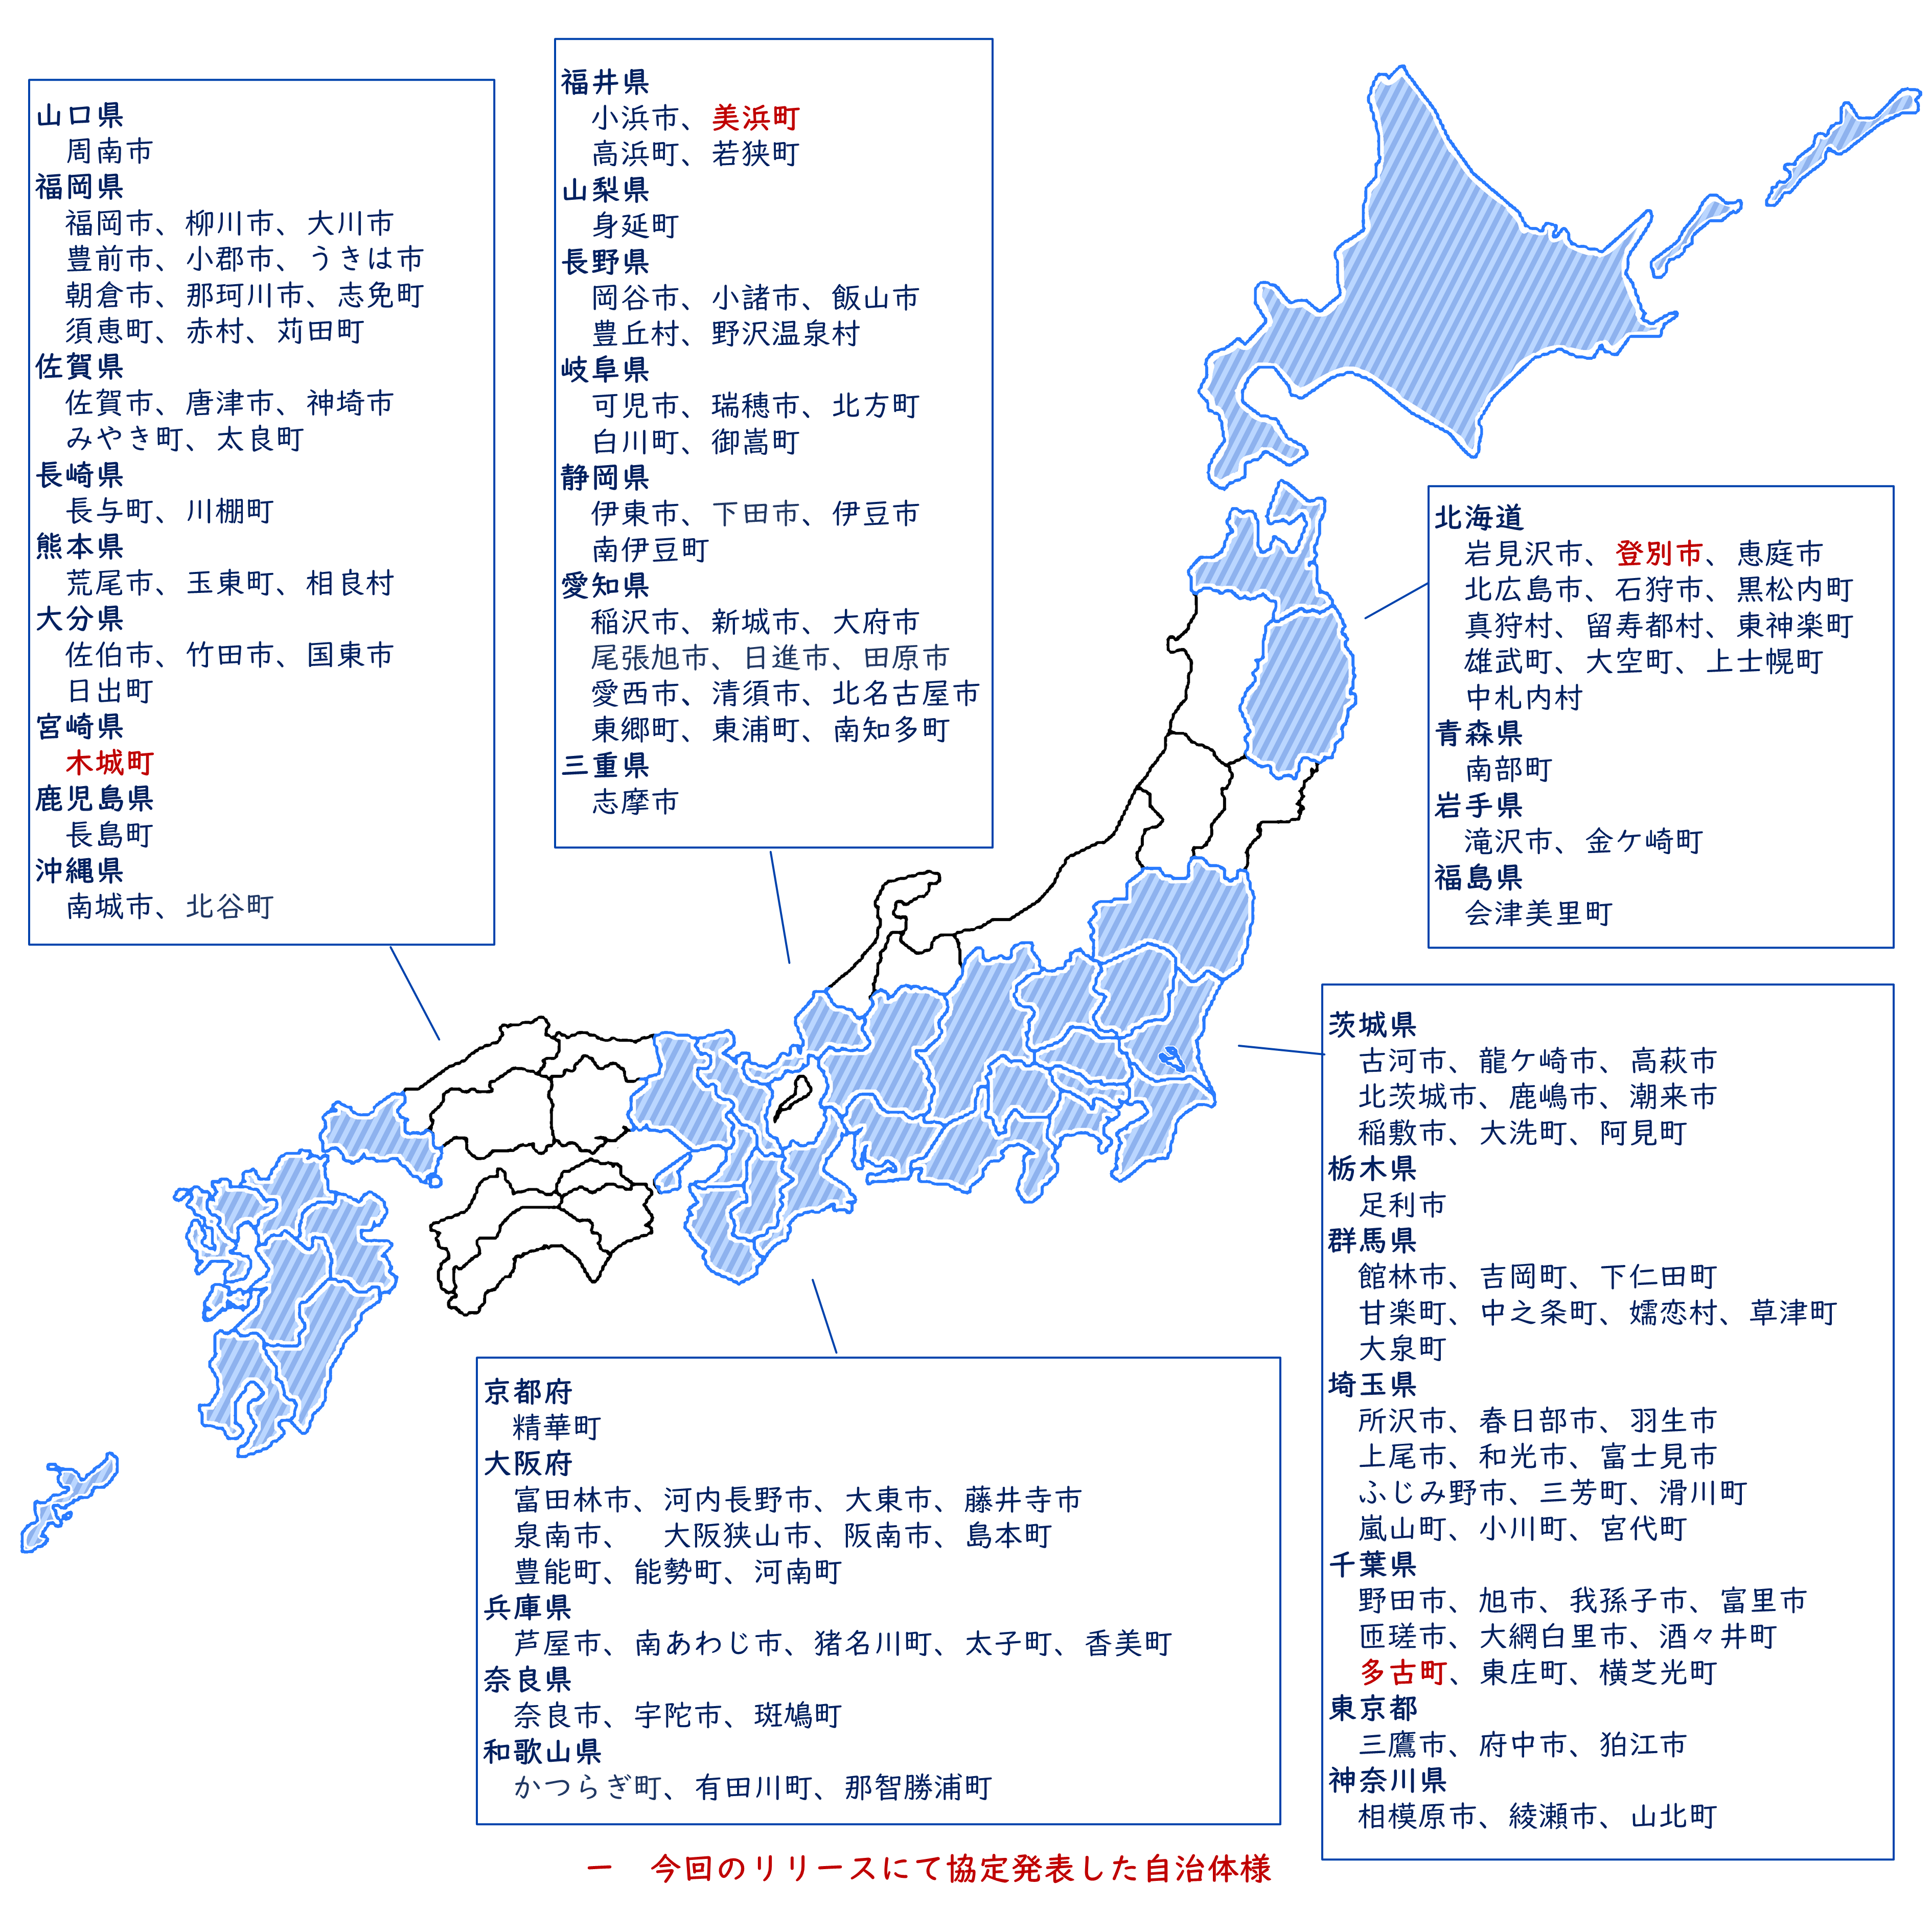 山口県
周南市
福岡県
福岡市、柳川市、大川市
豊前市、小郡市、うきは市
朝倉市、那珂川市、志免町
須恵町、赤村、苅田町
佐賀県
佐賀市、唐津市、神埼市
みやき町、太良町
長崎県
長与町、川棚町
熊本県
荒尾市、玉東町、相良村
大分県
佐伯市、竹田市、国東市
日出町
宮崎県
木城町
鹿児島県
長島町
沖縄県
南城市、北谷町
福井県
小浜市、美浜町
高浜町、若狭町
山梨県
身延町
長野県
岡谷市、小諸市、飯山市
豊丘村、野沢温泉村
岐阜県
可児市、瑞穂市、北方町
白川町、御嵩町
静岡県
伊東市、下田市、伊豆市
南伊豆町
愛知県
稲沢市、新城市、大府市
尾張旭市、日進市、田原市
愛西市、清須市、北名古屋市
東郷町、東浦町、南知多町
三重県
志摩市
北海道
岩見沢市、登別市、恵庭市
北広島市、石狩市、黒松内町
真狩村、留寿都村、東神楽町
雄武町、大空町、上士幌町
中札内村
青森県
南部町
岩手県
滝沢市、金ケ崎町
福島県
会津美里町
茨城県
古河市、龍ケ崎市、高萩市
北茨城市、鹿嶋市、潮来市
稲敷市、大洗町、阿見町
栃木県
足利市
群馬県
館林市、吉岡町、下仁田町
甘楽町、中之条町、嬬恋村、草津町
大泉町
埼玉県
所沢市、春日部市、羽生市
上尾市、和光市、富士見市
ふじみ野市、三芳町、滑川町
嵐山町、小川町、宮代町
千葉県
野田市、旭市、我孫子市、富里市
匝瑳市、大網白里市、酒々井町
多古町、東庄町、横芝光町
東京都
三鷹市、府中市、狛江市
神奈川県
相模原市、綾瀬市、山北町
京都府
精華町
大阪府
富田林市、河内長野市、大東市、藤井寺市
泉南市、　大阪狭山市、阪南市、島本町
豊能町、能勢町、河南町
兵庫県
芦屋市、南あわじ市、猪名川町、太子町、香美町
奈良県
奈良市、宇陀市、斑鳩町
和歌山県
かつらぎ町、有田川町、那智勝浦町
ー　今回のリリースにて協定発表した自治体様